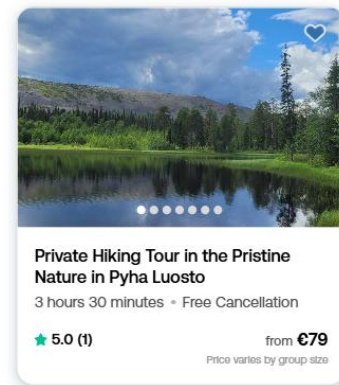 Private Hiking Tour in the Pristine
Nature in Pyha Luosto
3 hours 30 minutes • Free Cancellation
5.0 (1)
from €79
Price varies by group size